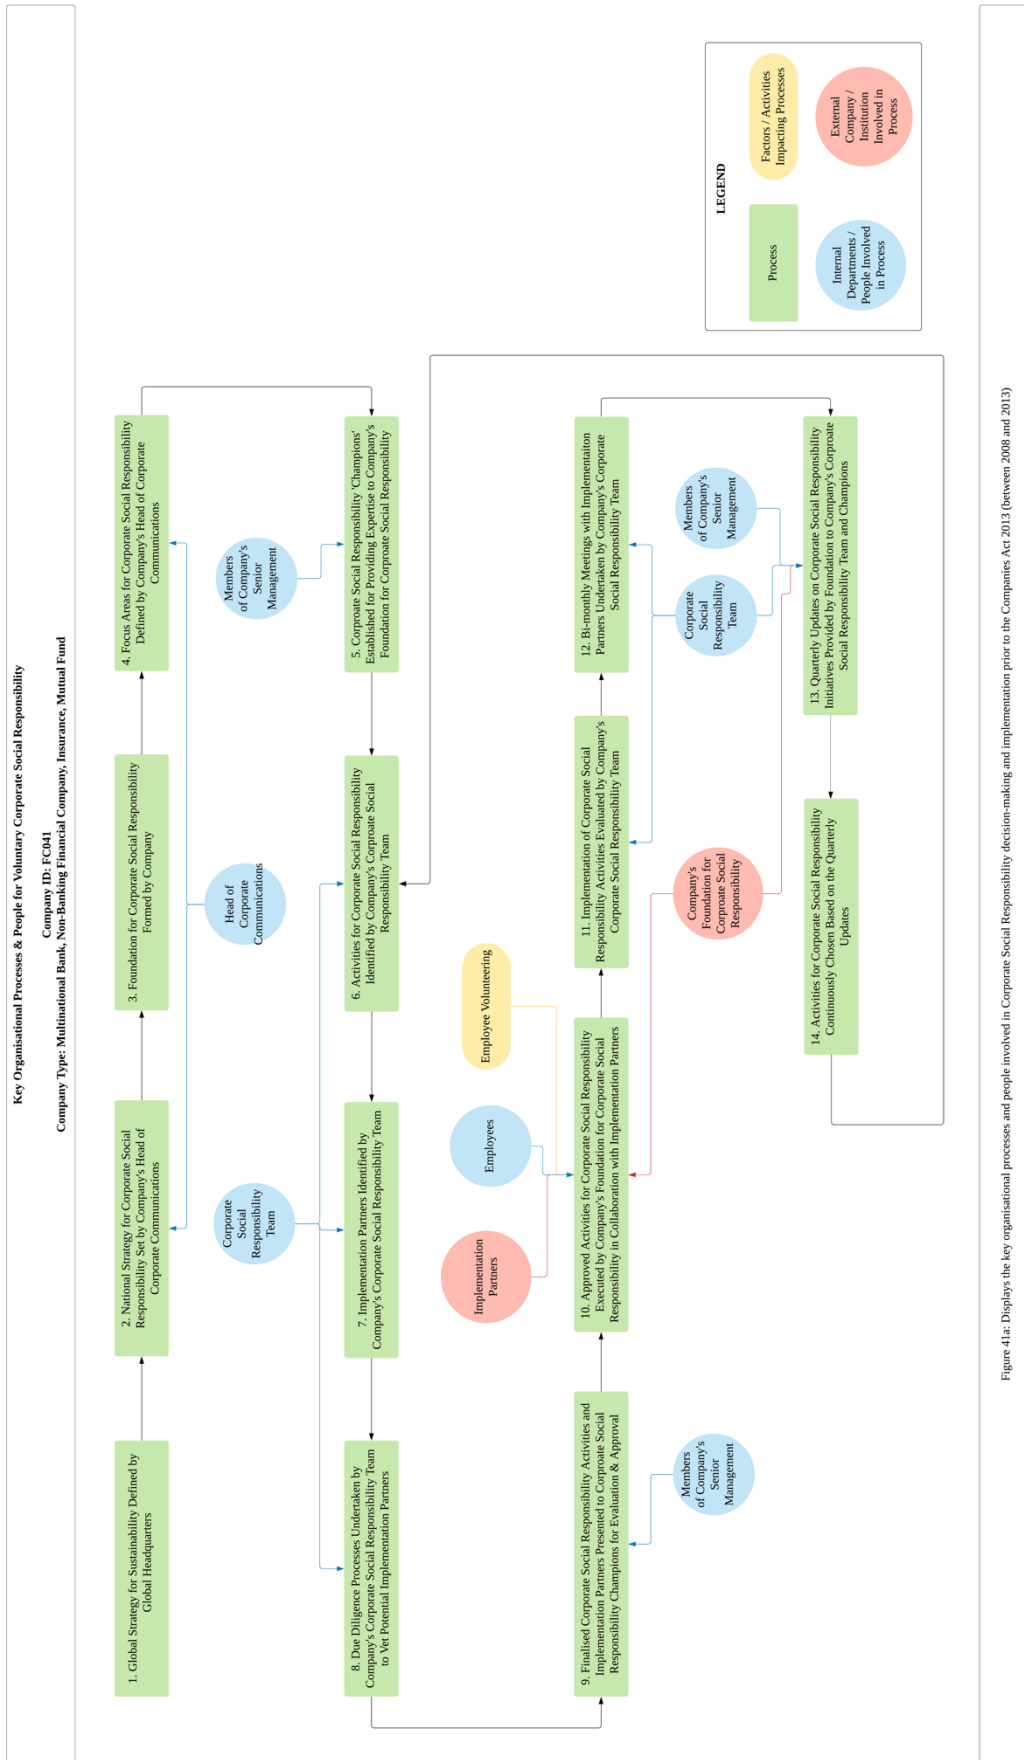 Key Organisational Processes & People for Voluntary Corporate Social Responsibility
Company ID: FC041
Company Type: Multinational Bank, Non-Banking Financial Company, Insurance, Mutual Fund
1. Global Strategy for Sustainability Defined by
Global Headquarters
2. National Strategy for Corporate Social
Responsibility Set by Company's Head of
Corporate Communications
3. Foundation for Corporate Social Responsibility
Formed by Company
4. Focus Areas for Corporate Social Responsibility
Defined by Company's Head of Corporate
Communications
Corporate
Social
Responsibility
Team
Head of
Corporate
Communications
Members
of Company's
Senior
Management
8. Due Diligence Processes Undertaken by
Company's Corporate Social Responsibility Team
to Vet Potential Implementation Partners
7. Implementation Partners Identified by
Company's Corporate Social Responsibility Team
6. Activities for Corporate Social Responsibility
Identified by Company's Corproate Social
Responsibility Team
5. Corproate Social Responsibility 'Champions'
Established for Providing Expertise to Company's
Foundation for Corproate Social Responsibility
Implementation
Partners
Employees
Employee Volunteering
9. Finalised Corporate Social Responsibility Activities and
Implementation Partners Presented to Corproate Social
Responsibility Champions for Evaluation & Approval
10. Approved Activities for Corporate Social Responsibility
Executed by Company's Foundation for Corporate Social
Responsibility in Collaboration with Implementation Partners
11. Implementation of Corporate Social
Responsibility Activities Evaluated by Company's
Corporate Social Responsibility Team
12. Bi-monthly Meetings with Implementaiton
Partners Undertaken by Company's Corporate
Social Responsibility Team
Members
of Company's
Senior
Management
Company's
Foundation for
Corproate Social
Responsibility
Corporate
Social
Responsibility
Team
Members
of Company's
Senior
Management
14. Activities for Corporate Social Responsibility
Continuously Chosen Based on the Quarterly
Updates
13. Quarterly Updates on Corporate Social Responsibility
Initiatives Provided by Foundation to Company's Corproate
Social Responsibility Team and Champions
LEGEND
Process
Factors / Activities
Impacting Processes
Internal
Departments /
People Involved
in Process
External
Company /
Institution
Involved in
Process
Figure 41a: Displays the key organisational processes and people involved in Corporate Social Responsibility decision-making and implementation prior to the Companies Act 2013 (between 2008 and 2013)